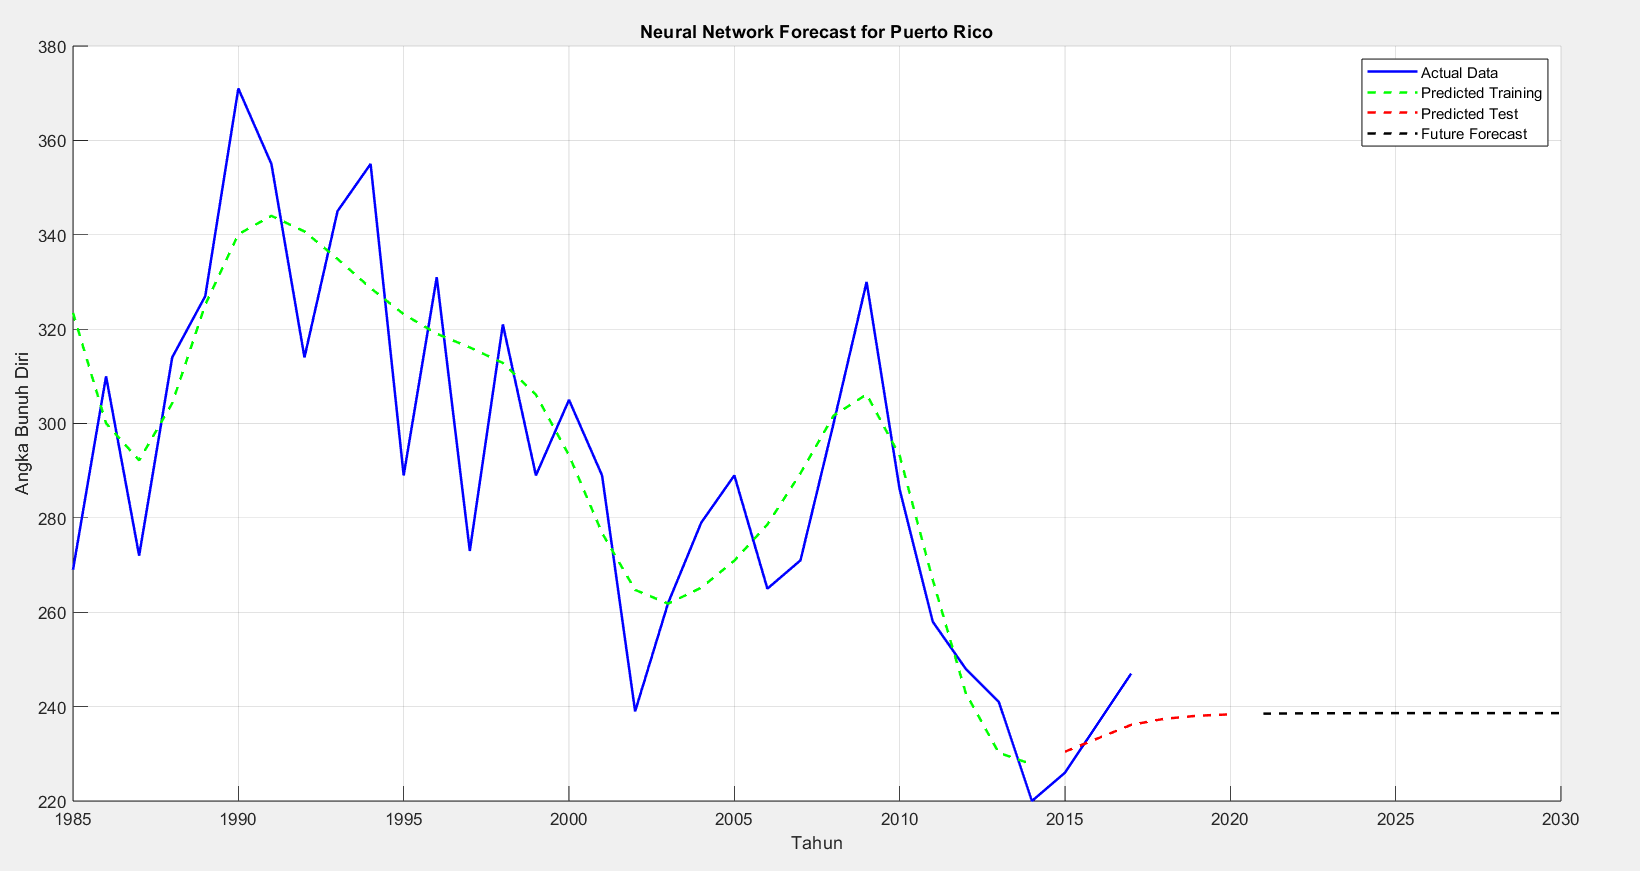 Neural Network Forecast for Puerto Rico
380
360
340
320
300
280
260
240
220
Angka Bunuh Diri
Actual Data
Predicted Training
Predicted Test
Future Forecast
1985 1990 1995 2000 2005 2010 2015 2020 2025 2030
Tahun